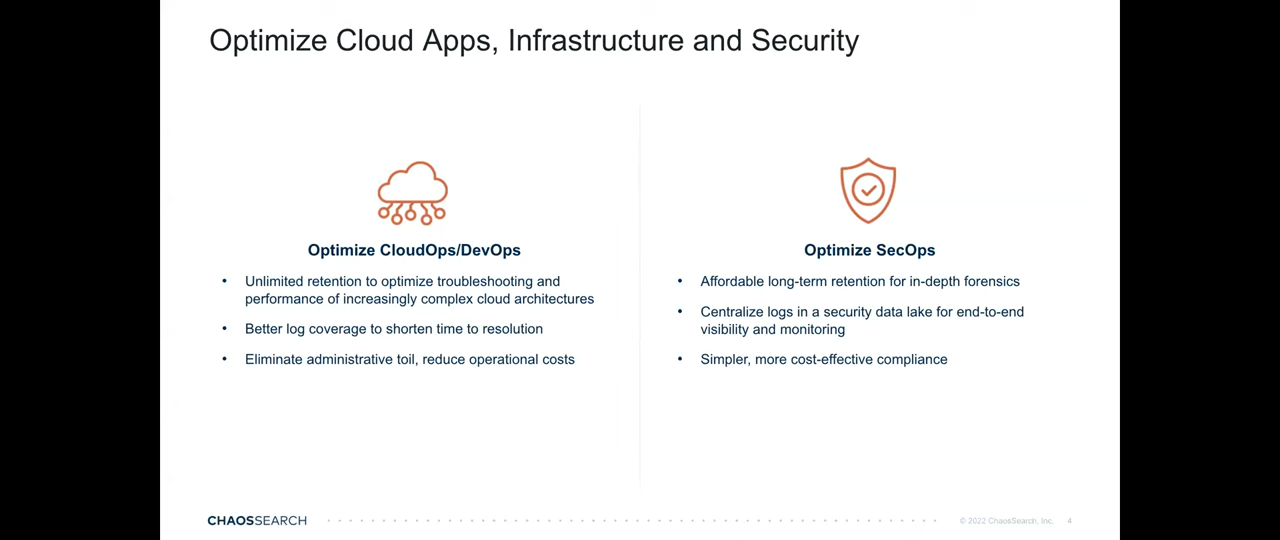 Optimize Cloud Apps, Infrastructure and Security
Optimize CloudOps/DevOps
• Unlimited retention to optimize troubleshooting and
performance of increasingly complex cloud architectures
• Better log coverage to shorten time to resolution
• Eliminate administrative toil, reduce operational costs
Optimize SecOps
• Affordable long-term retention for in-depth forensics
• Centralize logs in a security data lake for end-to-end
visibility and monitoring
• Simpler, more cost-effective compliance
CHAOSSEARCH
© 2022 ChaosSearch, Inc. 4